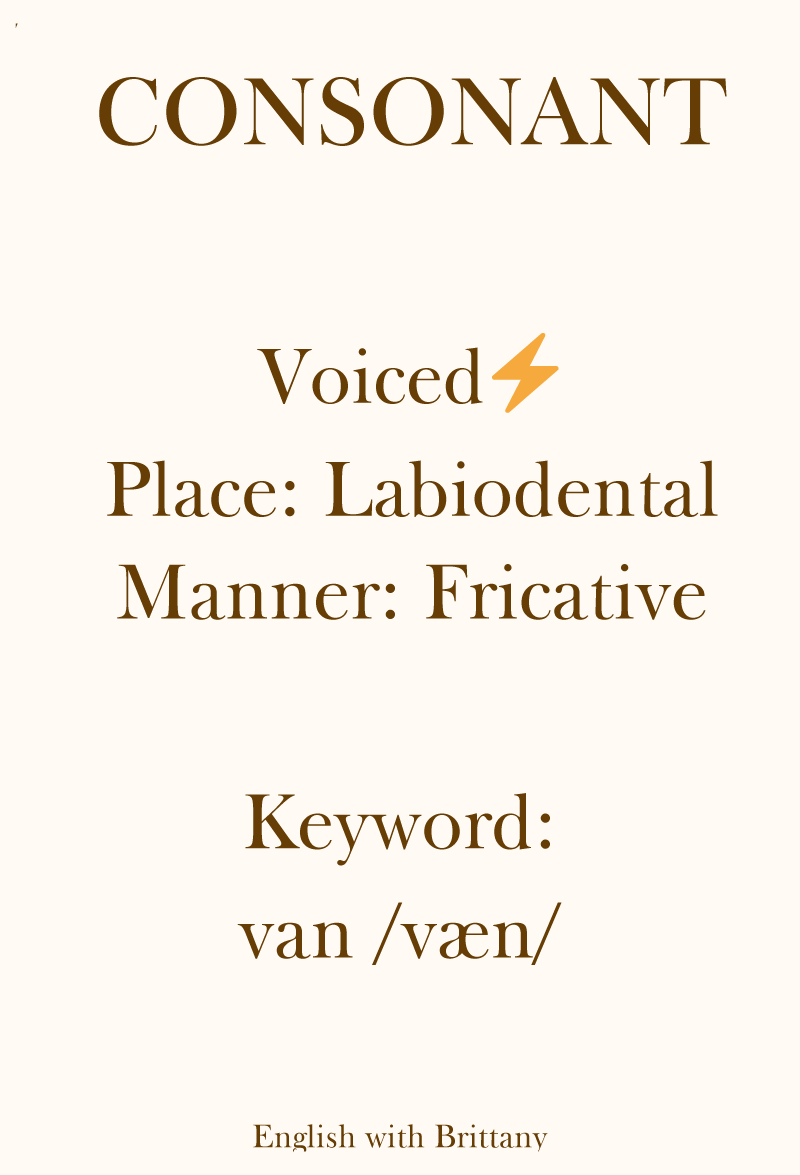 CONSONANT
Voiced⚡
Place: Labiodental
Manner: Fricative
Keyword:
van /væn/
English with Brittany